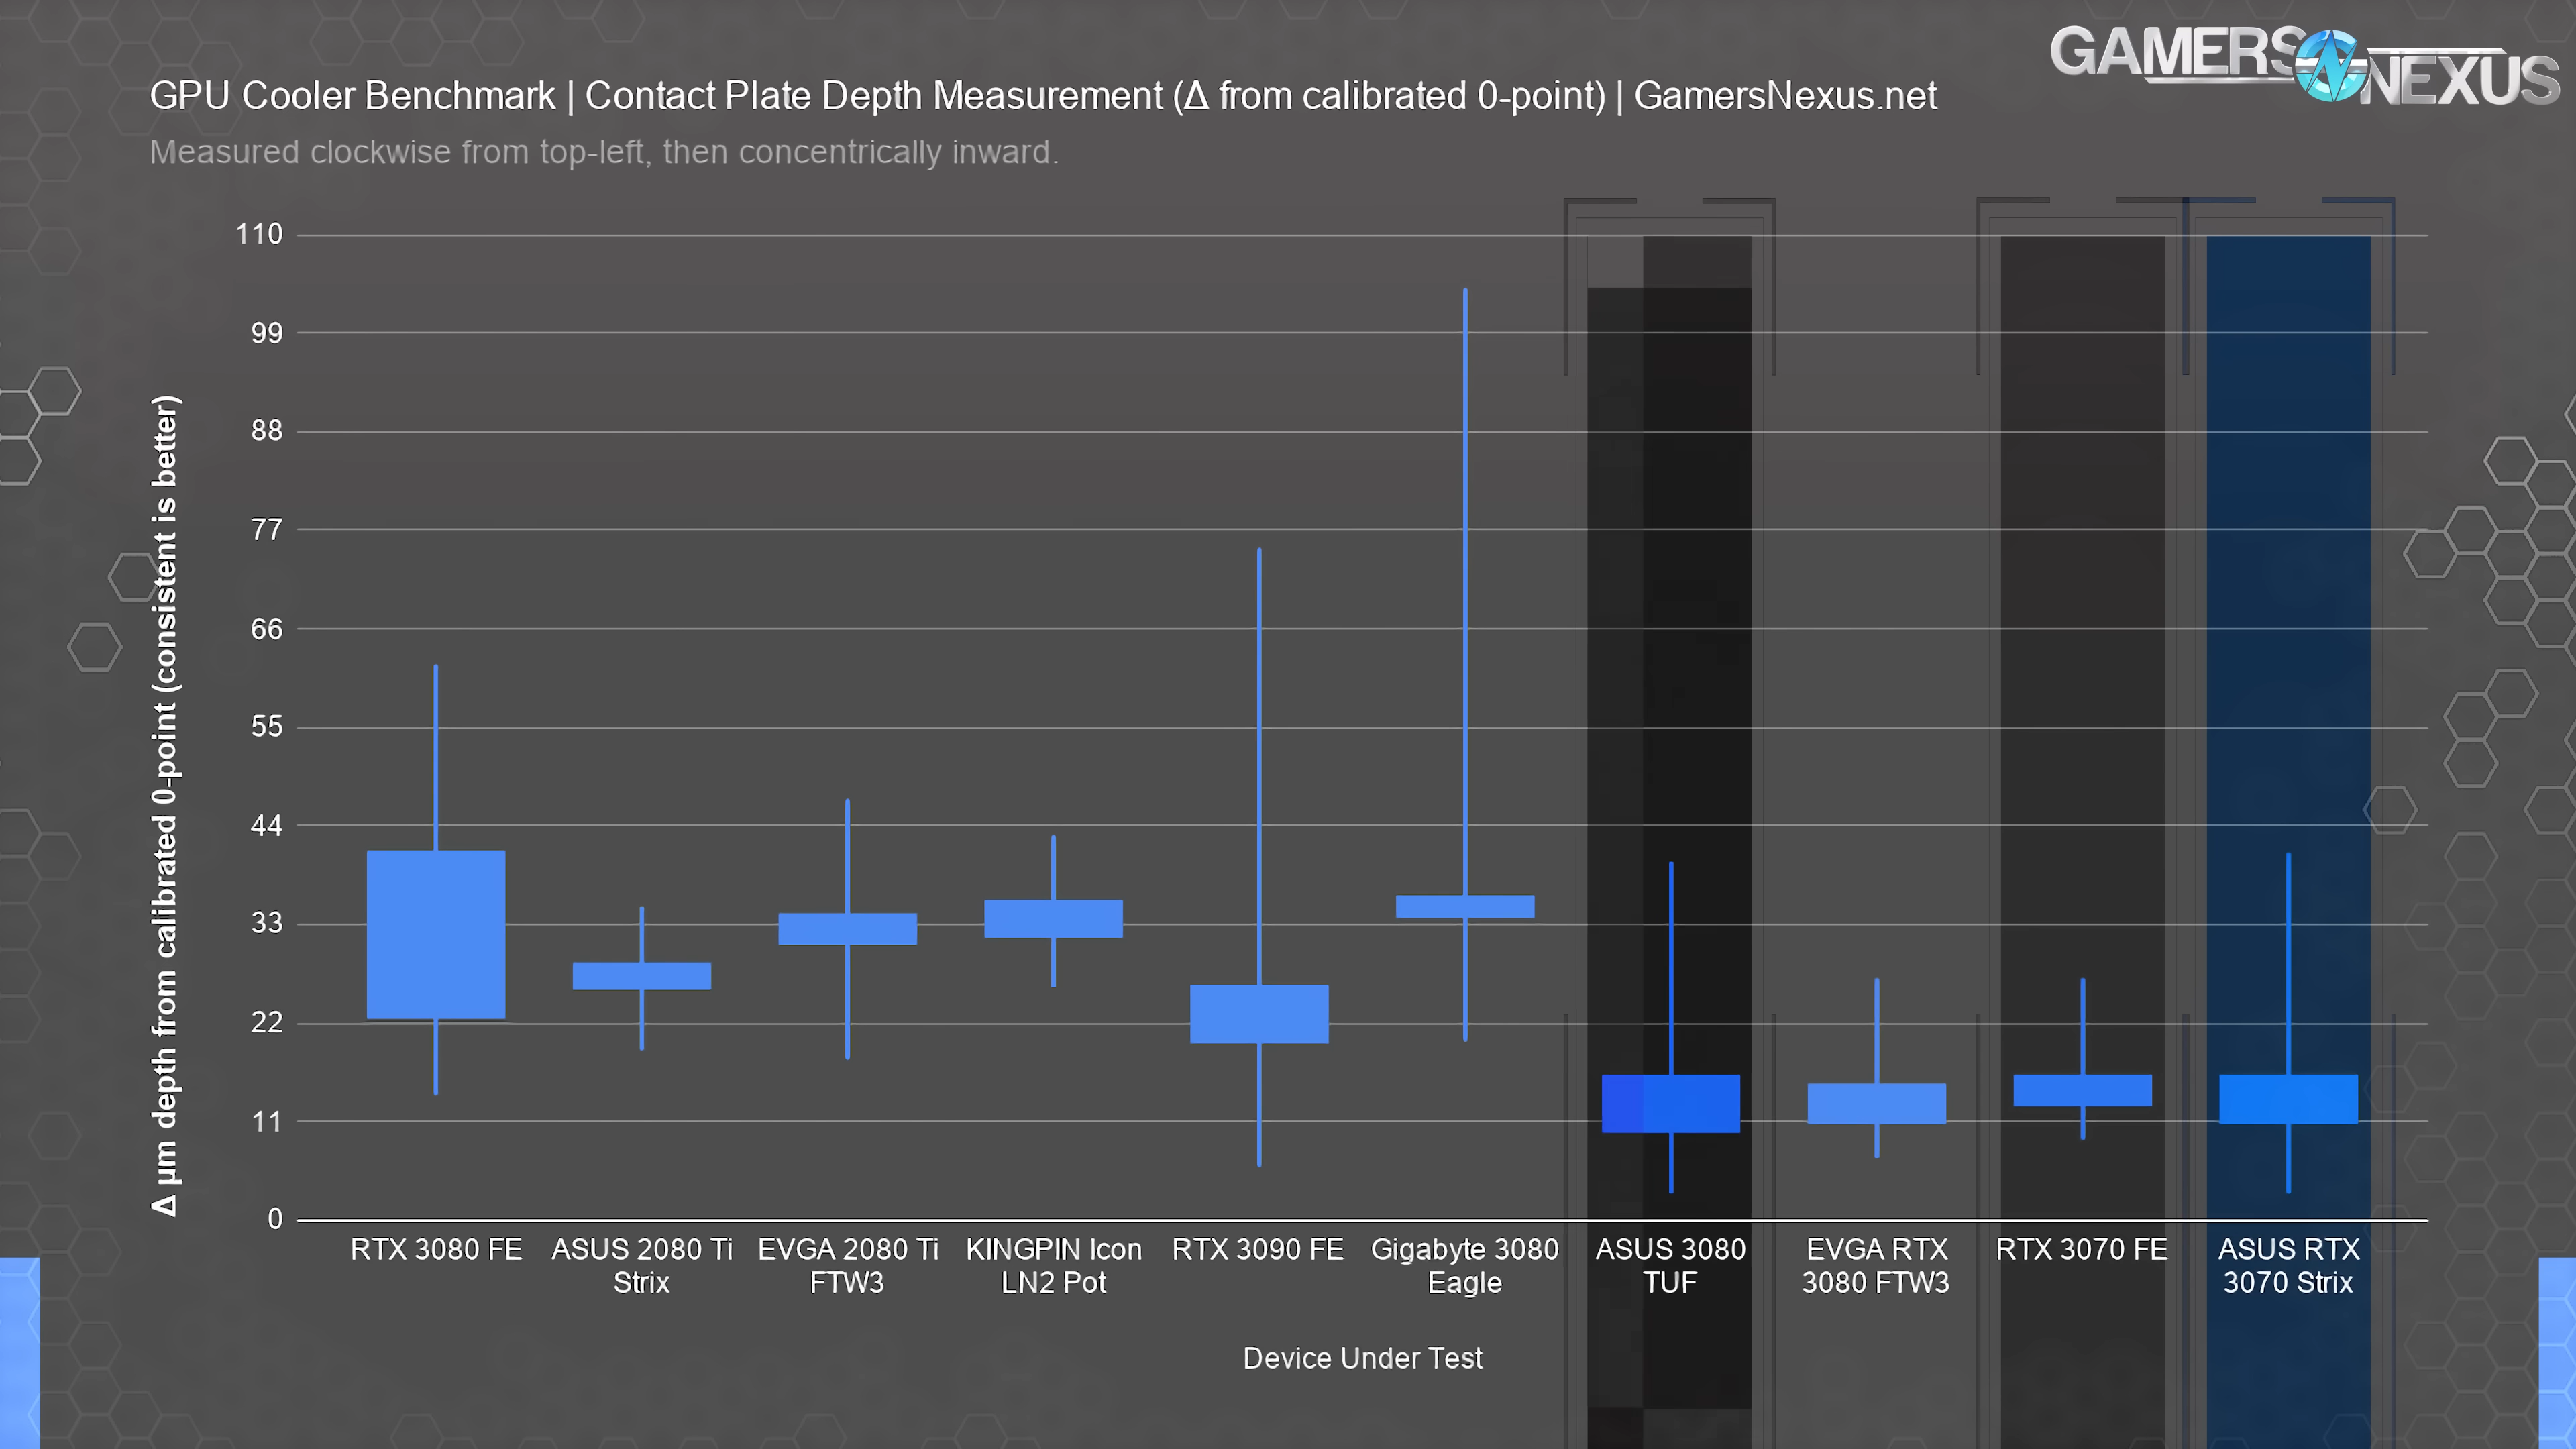 GAMERS NEXUS
GPU Cooler Benchmark | Contact Plate Depth Measurement (Δ from calibrated 0-point) | GamersNexus.net
Measured clockwise from top-left, then concentrically inward.
Δ µm depth from calibrated 0-point (consistent is better)
110
99
88
77
66
55
44
33
22
11
0
RTX 3080 FE
ASUS 2080 Ti
Strix
EVGA 2080 Ti
FTW3
KINGPIN Icon
LN2 Pot
RTX 3090 FE
Gigabyte 3080
Eagle
ASUS 3080
TUF
EVGA RTX
3080 FTW3
RTX 3070 FE
ASUS RTX
3070 Strix
Device Under Test